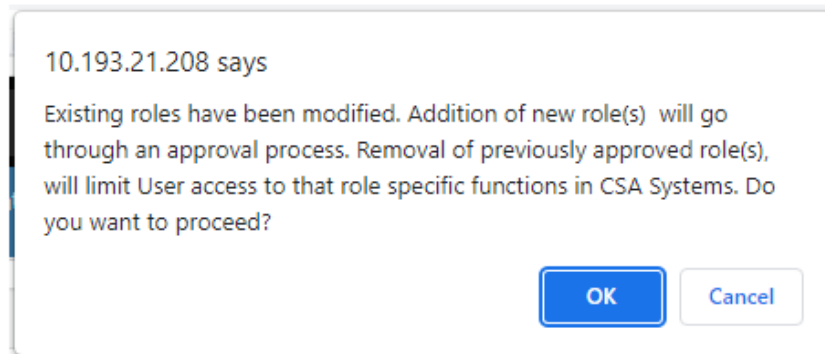 10.193.21.208 says
Existing roles have been modified. Addition of new role(s)  will go
through an approval process. Removal of previously approved role(s),
will limit User access to that role specific functions in CSA Systems. Do
you want to proceed?
OK
Cancel